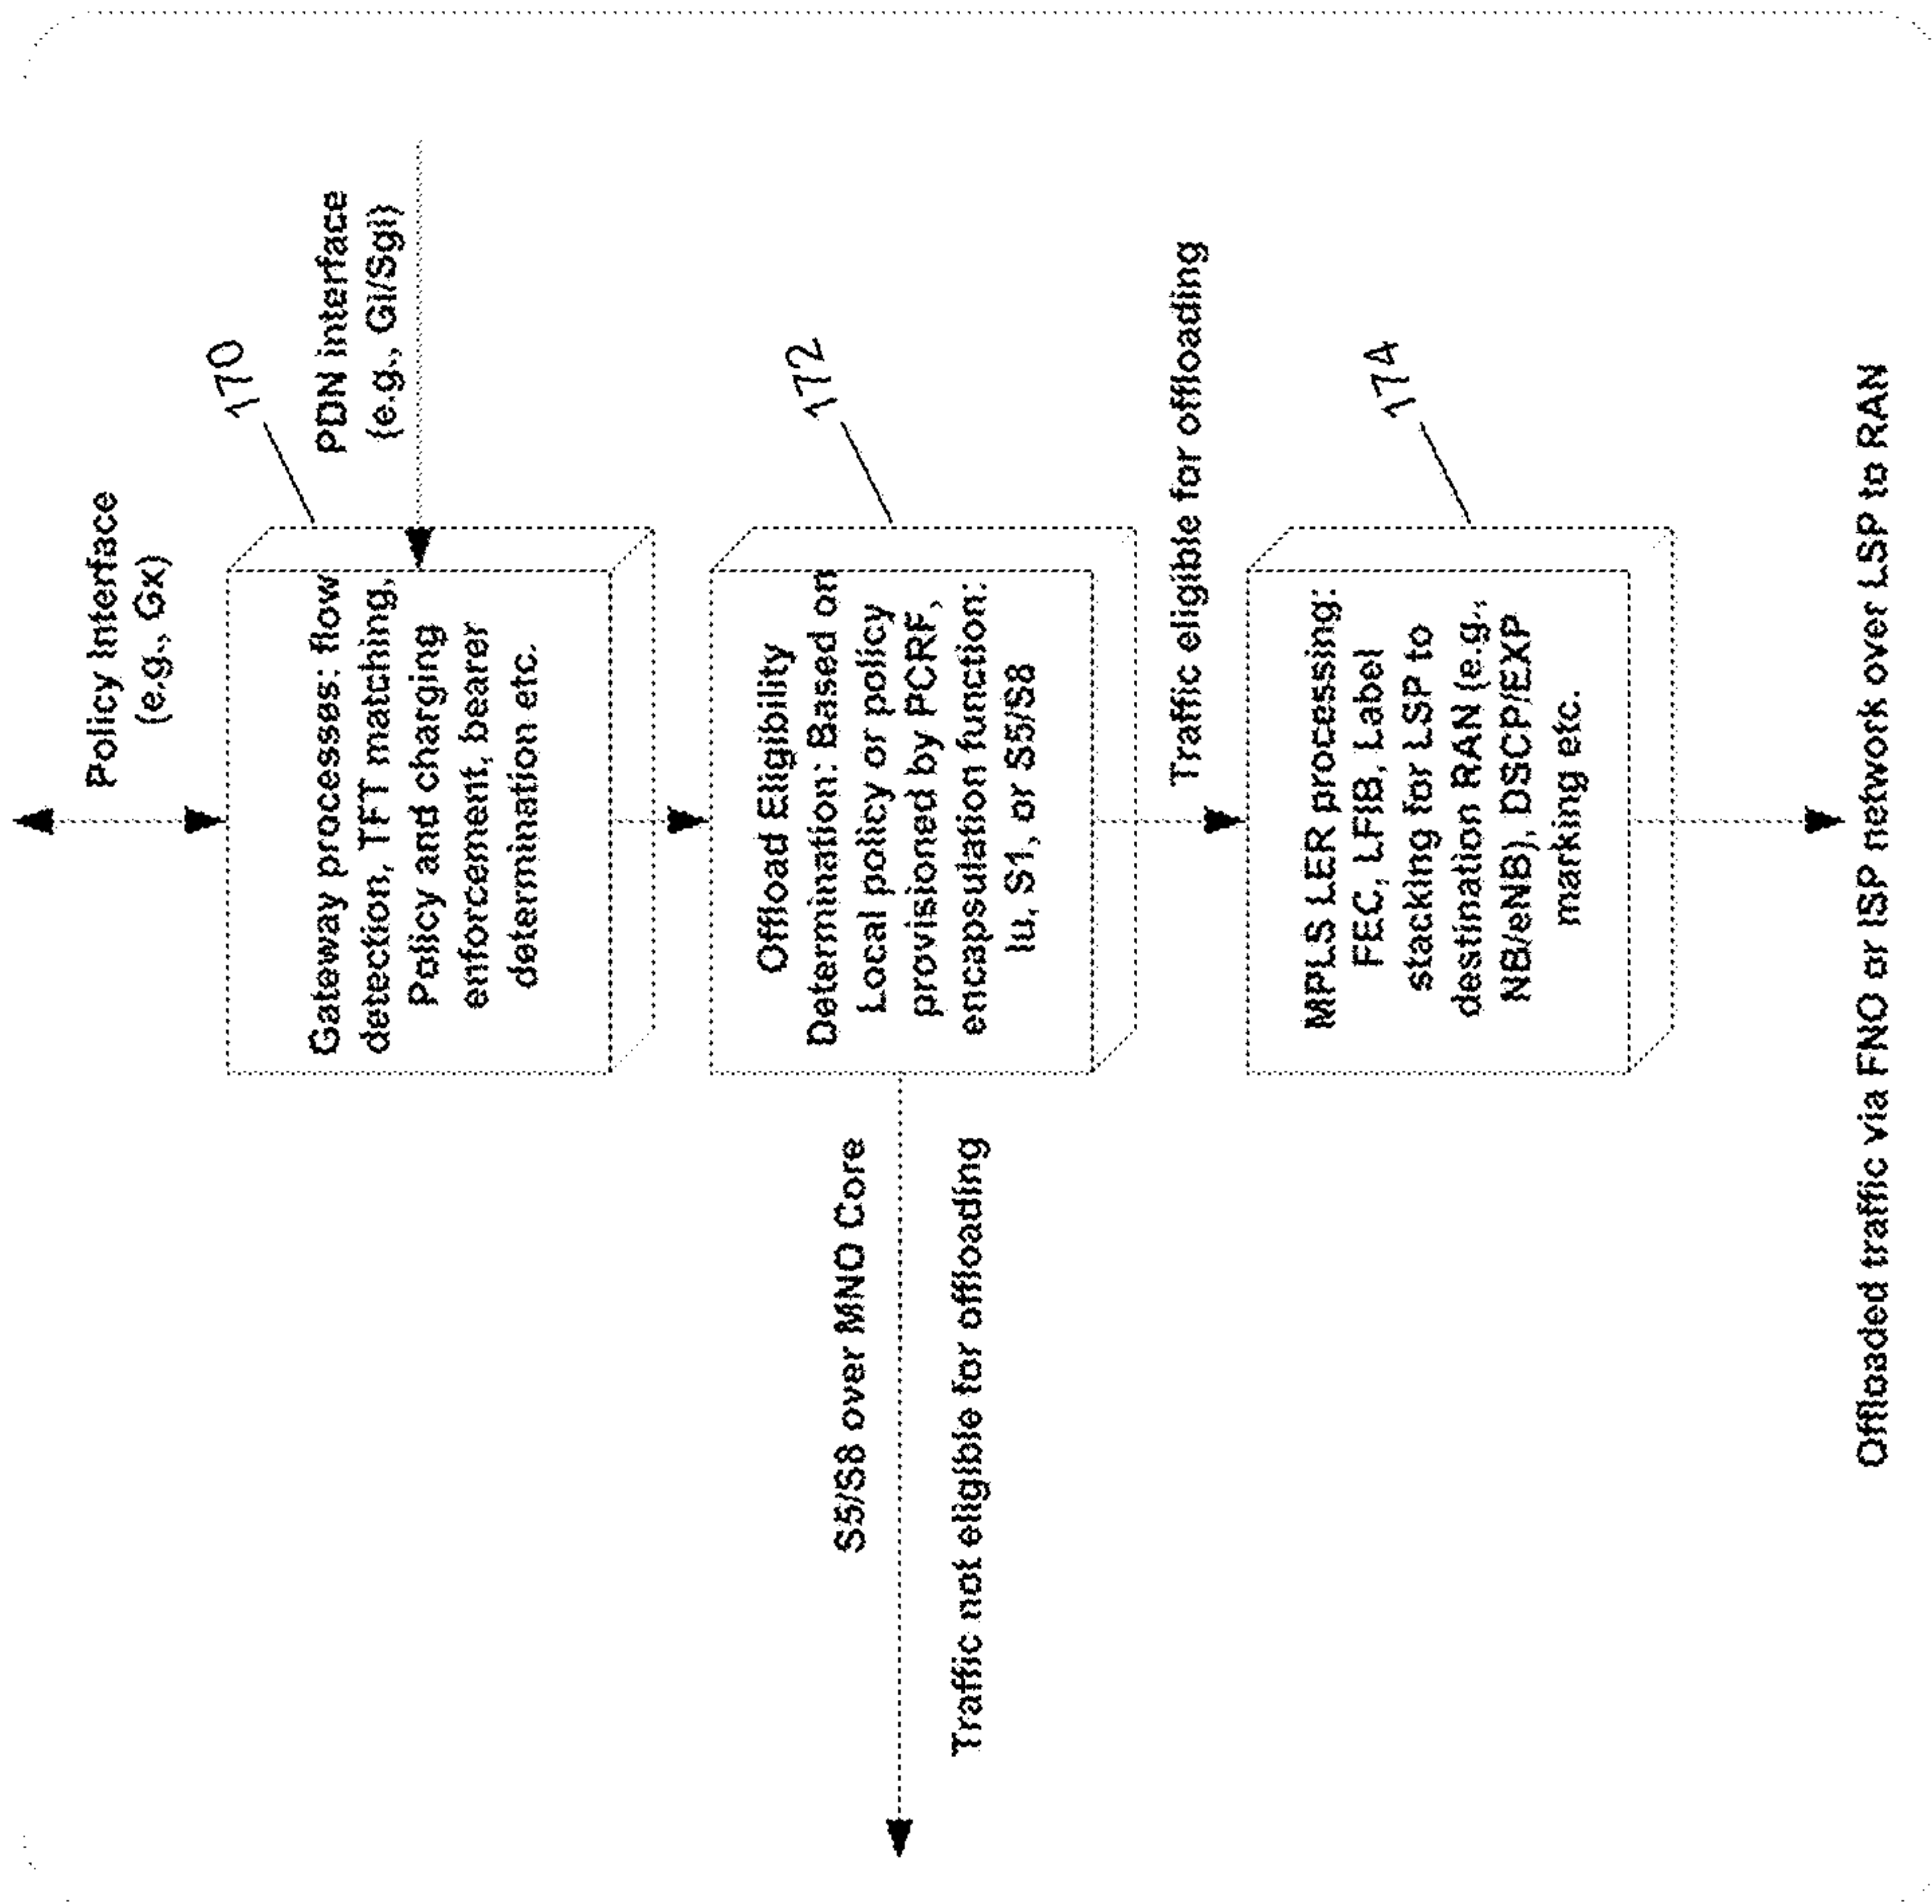 Policy Interface
(e.g., Gx)
170
PDN interface
(e.g., Gi/Sgi)
Gateway processes: flow
detection, TFT matching,
Policy and charging
enforcement, bearer
determination etc.
172
Offload Eligibility
Determination: Based on
Local policy or policy
provisioned by PCRF,
encapsulation function:
Iu, S1, or S5/S8
S5/S8 over MNO Core
Traffic not eligible for offloading
Traffic eligible for offloading
174
MPLS LER processing:
FEC, LFIB, Label
stacking for LSP to
destination RAN (e.g.,
NB/eNB), DSCP/EXP
marking etc.
Offloaded traffic via FNO or ISP network over LSP to RAN